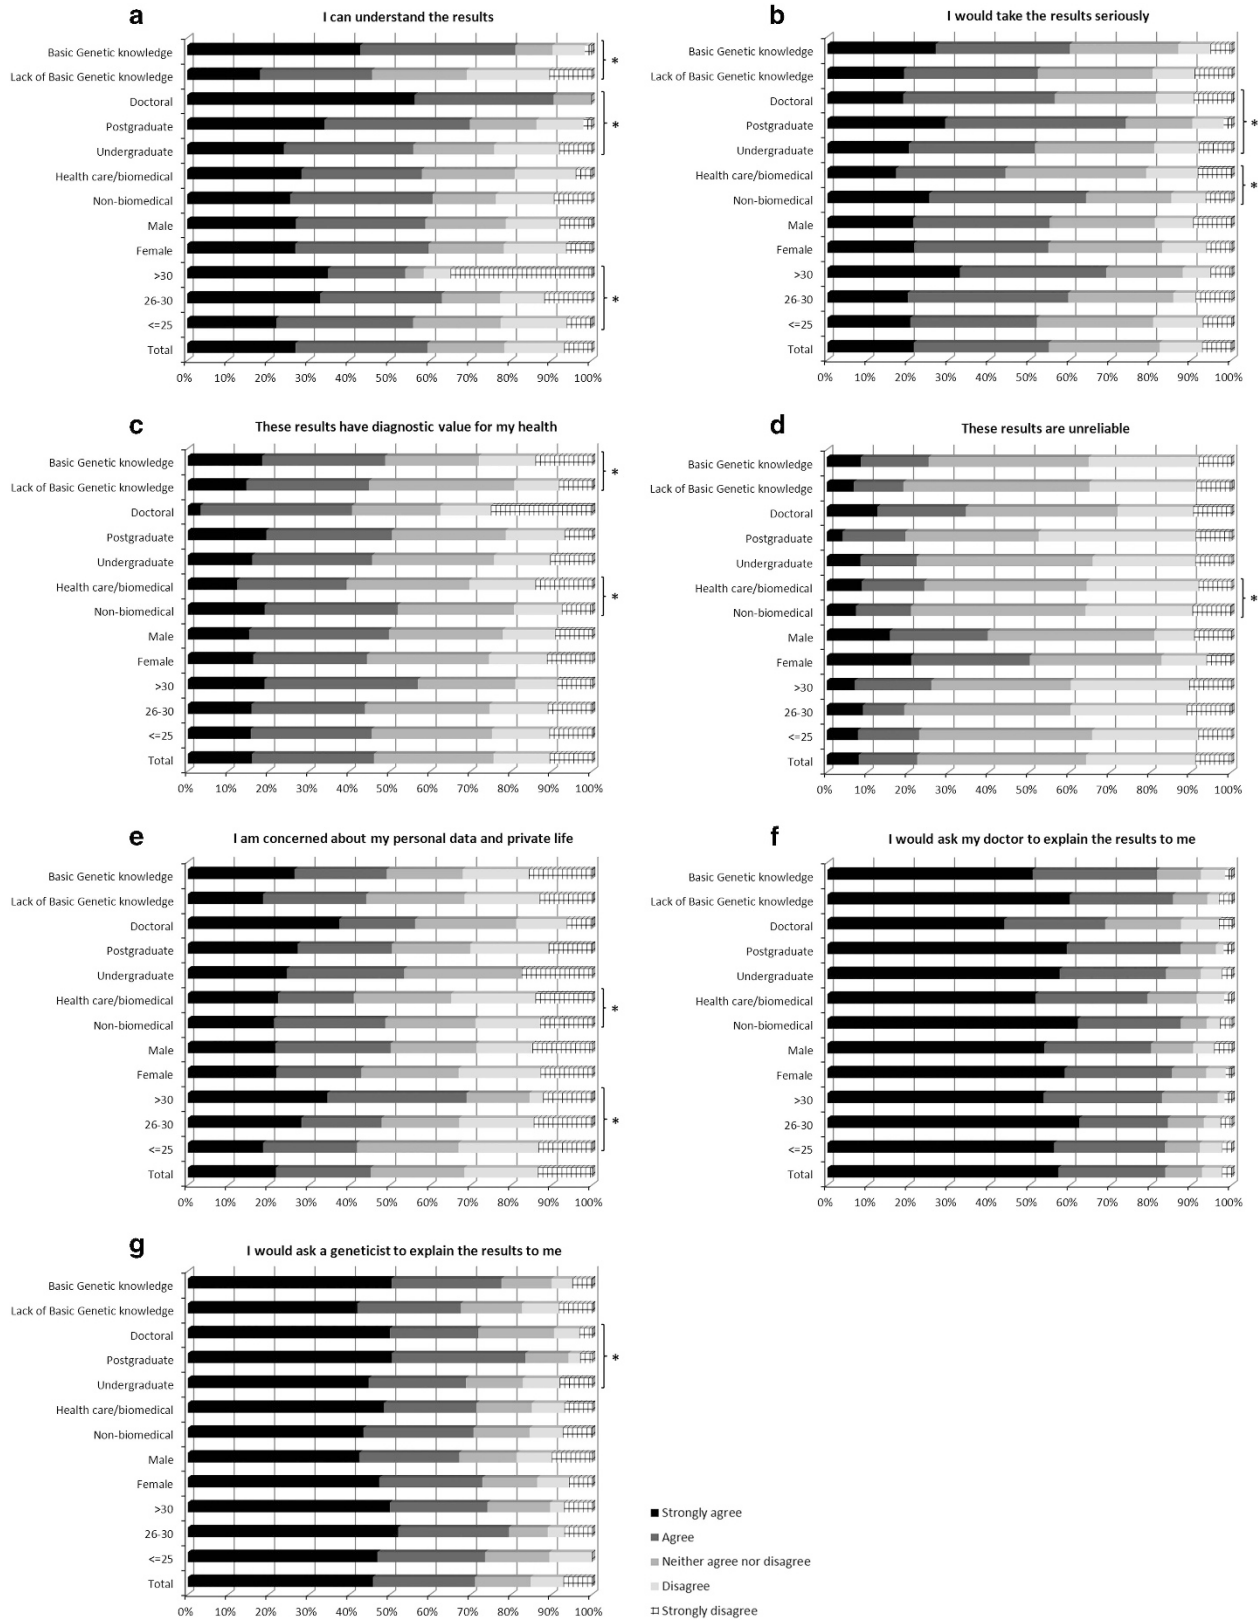 a
I can understand the results
Basic Genetic knowledge
Lack of Basic Genetic knowledge
Doctoral
Postgraduate
Undergraduate
Health care/biomedical
Non-biomedical
Male
Female
>30
26-30
<=25
Total
*
*
*
0% 10% 20% 30% 40% 50% 60% 70% 80% 90% 100%
b
I would take the results seriously
Basic Genetic knowledge
Lack of Basic Genetic knowledge
Doctoral
Postgraduate
Undergraduate
Health care/biomedical
Non-biomedical
Male
Female
>30
26-30
<=25
Total
*
*
0% 10% 20% 30% 40% 50% 60% 70% 80% 90% 100%
c
These results have diagnostic value for my health
Basic Genetic knowledge
Lack of Basic Genetic knowledge
Doctoral
Postgraduate
Undergraduate
Health care/biomedical
Non-biomedical
Male
Female
>30
26-30
<=25
Total
*
*
0% 10% 20% 30% 40% 50% 60% 70% 80% 90% 100%
d
These results are unreliable
Basic Genetic knowledge
Lack of Basic Genetic knowledge
Doctoral
Postgraduate
Undergraduate
Health care/biomedical
Non-biomedical
Male
Female
>30
26-30
<=25
Total
*
0% 10% 20% 30% 40% 50% 60% 70% 80% 90% 100%
e
I am concerned about my personal data and private life
Basic Genetic knowledge
Lack of Basic Genetic knowledge
Doctoral
Postgraduate
Undergraduate
Health care/biomedical
Non-biomedical
Male
Female
>30
26-30
<=25
Total
*
*
0% 10% 20% 30% 40% 50% 60% 70% 80% 90% 100%
f
I would ask my doctor to explain the results to me
Basic Genetic knowledge
Lack of Basic Genetic knowledge
Doctoral
Postgraduate
Undergraduate
Health care/biomedical
Non-biomedical
Male
Female
>30
26-30
<=25
Total
0% 10% 20% 30% 40% 50% 60% 70% 80% 90% 100%
g
I would ask a geneticist to explain the results to me
Basic Genetic knowledge
Lack of Basic Genetic knowledge
Doctoral
Postgraduate
Undergraduate
Health care/biomedical
Non-biomedical
Male
Female
>30
26-30
<=25
Total
*
0% 10% 20% 30% 40% 50% 60% 70% 80% 90% 100%
Strongly agree
Agree
Neither agree nor disagree
Disagree
Strongly disagree